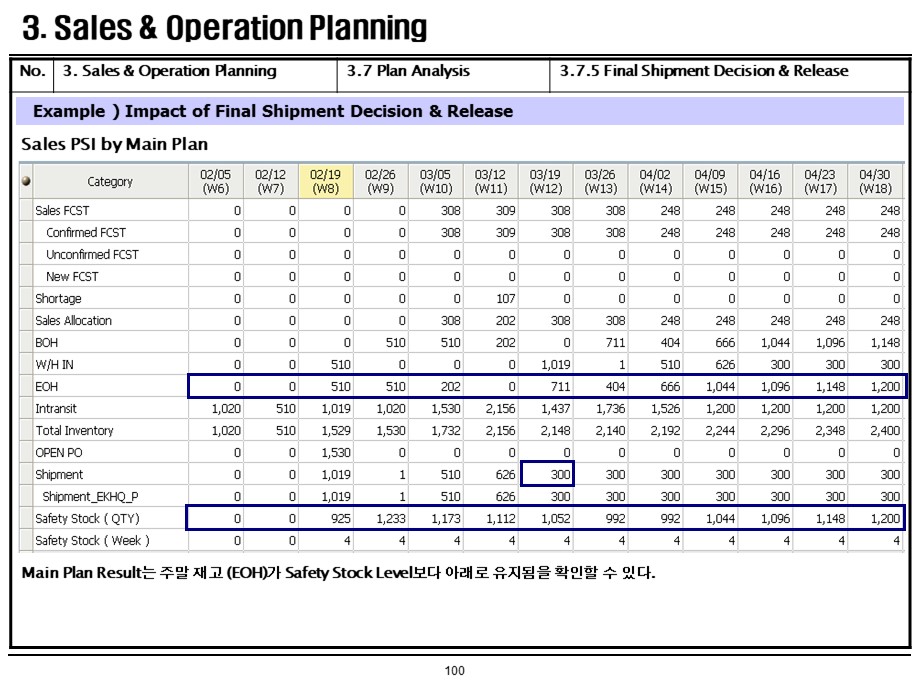 3. Sales & Operation Planning
No. 3. Sales & Operation Planning 3.7 Plan Analysis 3.7.5 Final Shipment Decision & Release
Example ) Impact of Final Shipment Decision & Release
Sales PSI by Main Plan
Category 02/05 (W6) 02/12 (W7) 02/19 (W8) 02/26 (W9) 03/05 (W10) 03/12 (W11) 03/19 (W12) 03/26 (W13) 04/02 (W14) 04/09 (W15) 04/16 (W16) 04/23 (W17) 04/30 (W18)
Sales FCST 0 0 0 0 308 309 308 308 248 248 248 248 248
Confirmed FCST 0 0 0 0 308 309 308 308 248 248 248 248 248
Unconfirmed FCST 0 0 0 0 0 0 0 0 0 0 0 0 0
New FCST 0 0 0 0 0 0 0 0 0 0 0 0 0
Shortage 0 0 0 0 0 107 0 0 0 0 0 0 0
Sales Allocation 0 0 0 0 308 202 308 308 248 248 248 248 248
BOH 0 0 0 510 510 202 0 711 404 666 1,044 1,096 1,148
W/H IN 0 0 510 0 0 0 1,019 1 510 626 300 300 300
EOH 0 0 510 510 202 0 711 404 666 1,044 1,096 1,148 1,200
Intransit 1,020 510 1,019 1,020 1,530 2,156 1,437 1,736 1,526 1,200 1,200 1,200 1,200
Total Inventory 1,020 510 1,529 1,530 1,732 2,156 2,148 2,140 2,192 2,244 2,296 2,348 2,400
OPEN PO 0 0 1,530 0 0 0 0 0 0 0 0 0 0
Shipment 0 0 1,019 1 510 626 300 300 300 300 300 300 300
Shipment_EKHQ_P 0 0 1,019 1 510 626 300 300 300 300 300 300 300
Safety Stock ( QTY) 0 0 925 1,233 1,173 1,112 1,052 992 992 1,044 1,096 1,148 1,200
Safety Stock ( Week ) 0 0 4 4 4 4 4 4 4 4 4 4 4
Main Plan Result는 주말 재고 (EOH)가 Safety Stock Level보다 아래로 유지됨을 확인할 수 있다.
100